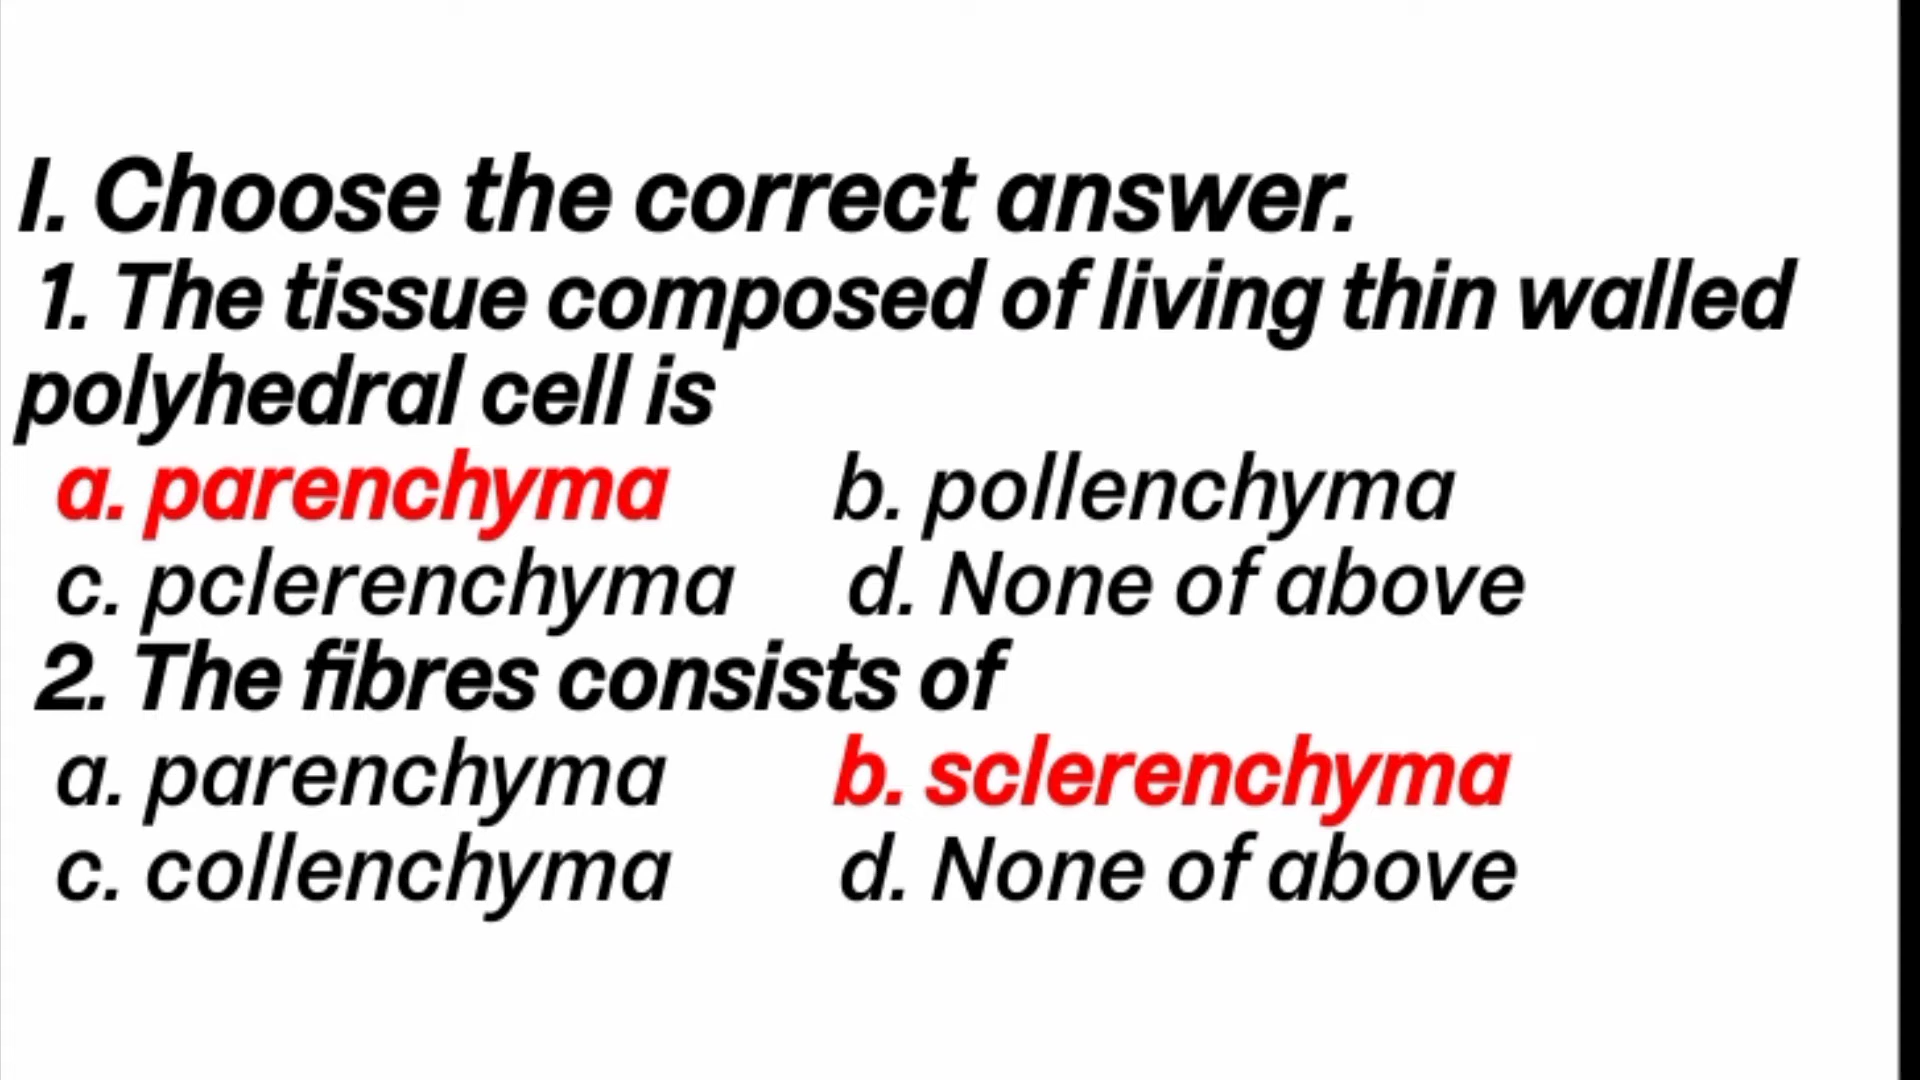 I. Choose the correct answer.
1. The tissue composed of living thin walled
polyhedral cell is
a. parenchyma b. pollenchyma
c. pclerenchyma d. None of above
2. The fibres consists of
a. parenchyma b. sclerenchyma
c. collenchyma d. None of above